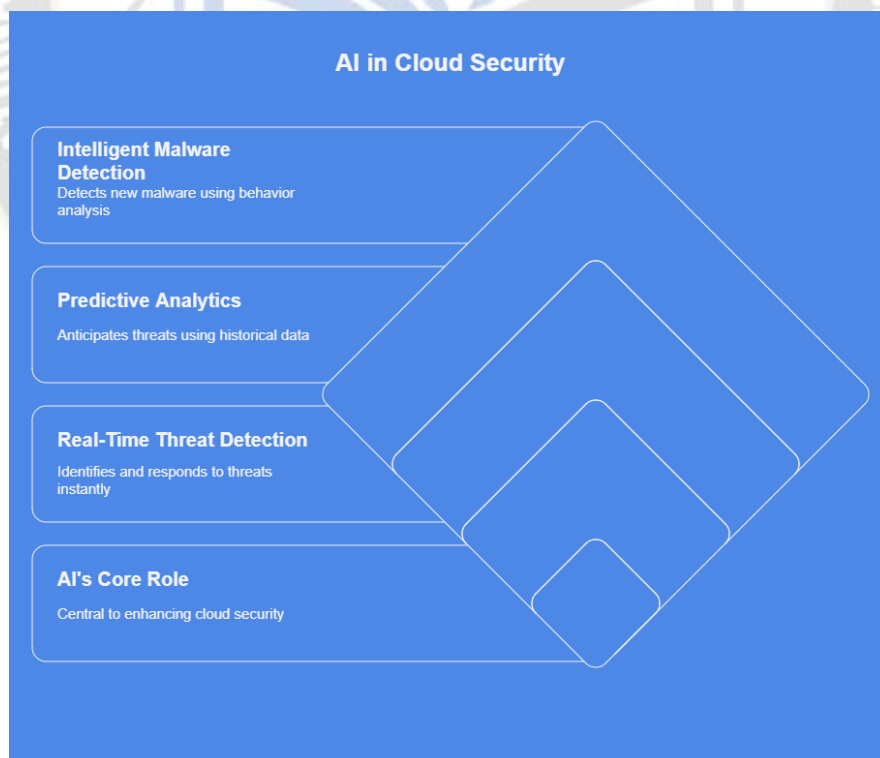 AI in Cloud Security
Intelligent Malware
Detection
Detects new malware using behavior
analysis
Predictive Analytics
Anticipates threats using historical data
Real-Time Threat Detection
Identifies and responds to threats
instantly
AI's Core Role
Central to enhancing cloud security